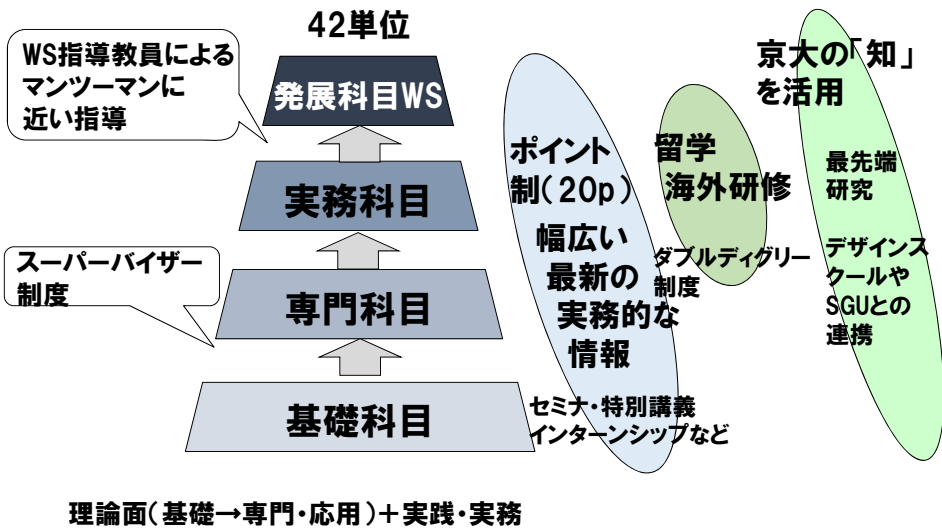 42単位
WS指導教員による
マンツーマンに
近い指導
発展科目WS
実務科目
スーパーバイザー
制度
専門科目
基礎科目
ポイント
制(20p)
幅広い
最新の
実務的な
情報
セミナ・特別講義
インターンシップなど
留学
海外研修
ダブルディグリー
制度
京大の「知」
を活用
最先端
研究
デザインス
クールや
SGUとの
連携
理論面(基礎→専門・応用)+実践・実務